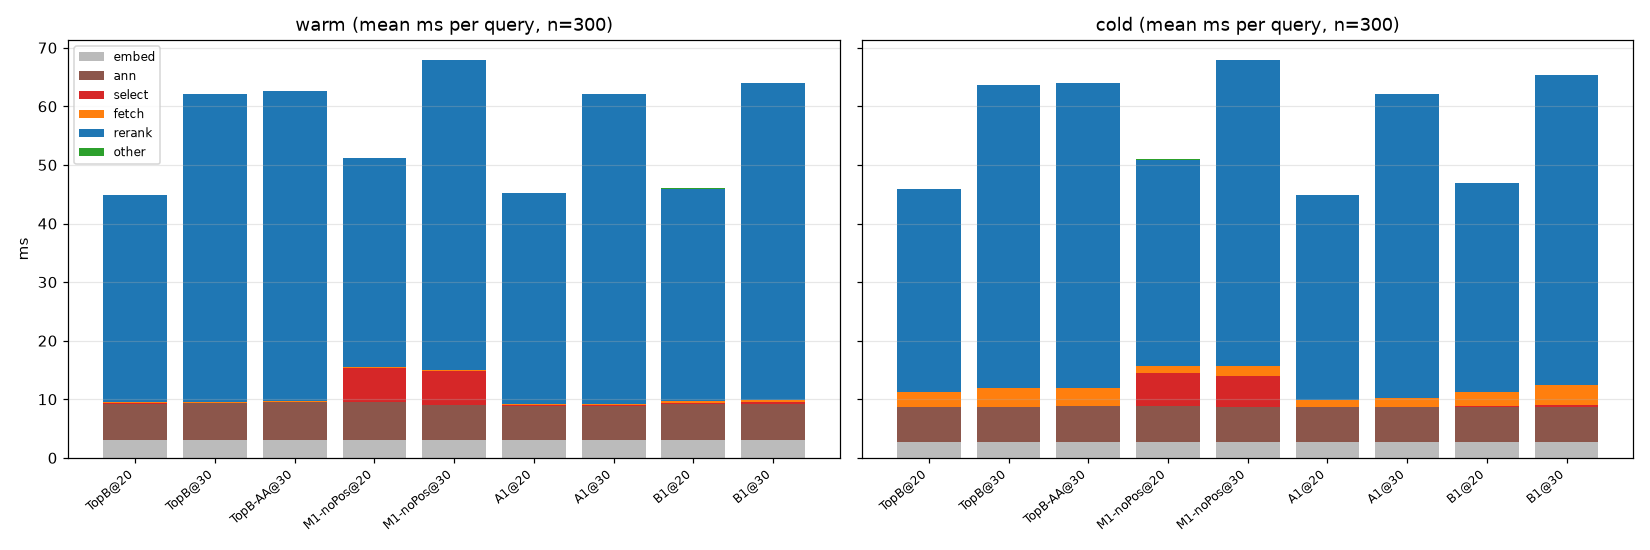 warm (mean ms per query, n=300)
cold (mean ms per query, n=300)
embed
ann
select
fetch
rerank
other
ms
70
60
50
40
30
20
10
0
TopB@20
TopB@30
TopB-AA@30
M1-noPos@20
M1-noPos@30
A1@20
A1@30
B1@20
B1@30
TopB@20
TopB@30
TopB-AA@30
M1-noPos@20
M1-noPos@30
A1@20
A1@30
B1@20
B1@30